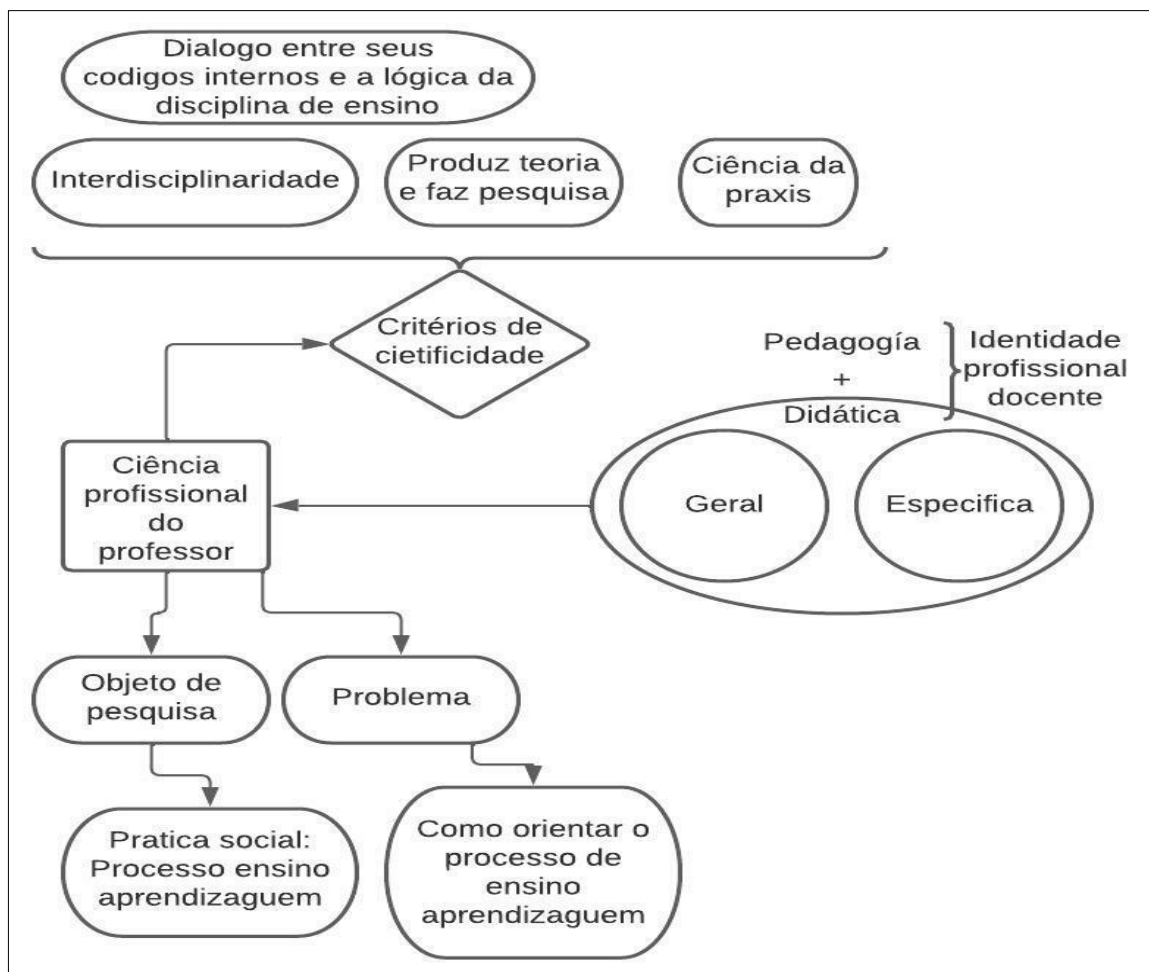 Dialogo entre seus
codigos internos e a lógica da
disciplina de ensino
Interdisciplinaridade
Produz teoria
e faz pesquisa
Ciência da
praxis
Critérios de
cietificidade
Pedagogía
+
Didática
Identidade
profissional
docente
Ciência
profissional
do
professor
Geral
Especifica
Objeto de
pesquisa
Problema
Pratica social:
Processo ensino
aprendizaguem
Como orientar o
processo de
ensino
aprendizaguem